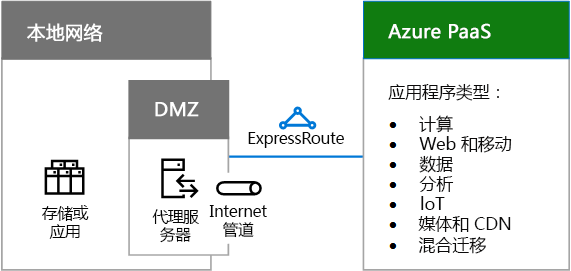 本地网络
DMZ
存储或
应用
代理服
务器
Internet
管道
ExpressRoute
Azure PaaS
应用程序类型：
• 计算
• Web 和移动
• 数据
• 分析
• IoT
• 媒体和 CDN
• 混合迁移